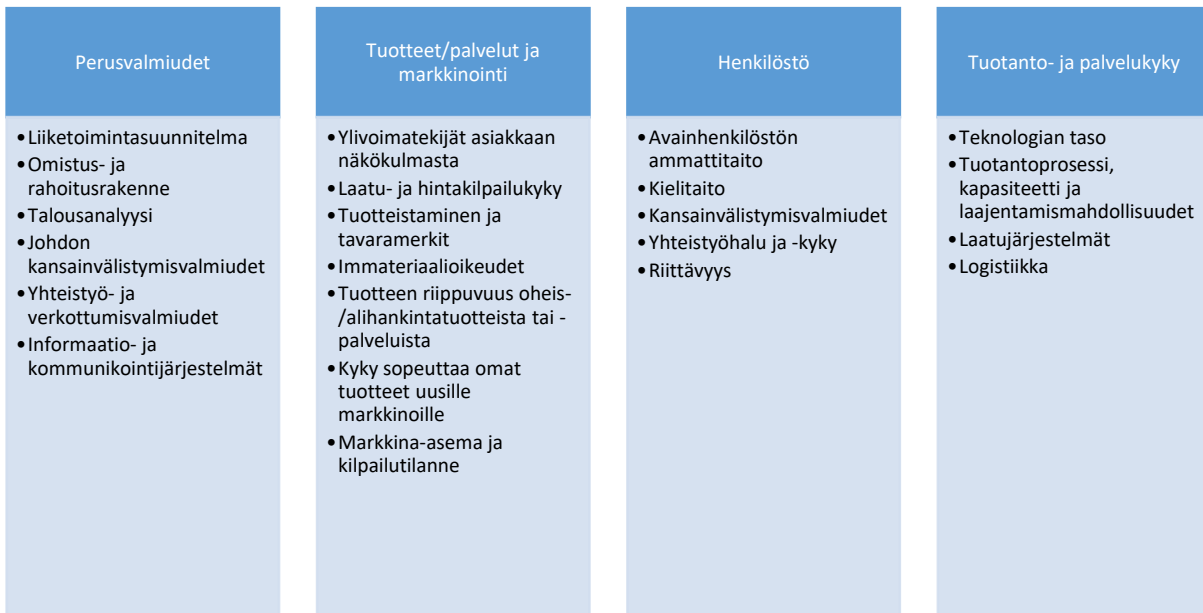 Perusvalmiudet
•Liiketoimintasuunnitelma
•Omistus- ja
rahoitusrakenne
•Talousanalyysi
•Johdon
kansainvälistymisvalmiudet
•Yhteistyö- ja
verkottumisvalmiudet
•Informaatio- ja
kommunikointijärjestelmät
Tuotteet/palvelut ja
markkinointi
•Ylivoimatekijät asiakkaan
näkökulmasta
•Laatu- ja hintakilpailukyky
•Tuotteistaminen ja
tavaramerkit
•Immateriaalioikeudet
•Tuotteen riippuvuus oheis-
/alihankintatuotteista tai -
palveluista
•Kyky sopeuttaa omat
tuotteet uusille
markkinoille
•Markkina-asema ja
kilpailutilanne
Henkilöstö
•Avainhenkilöstön
ammattitaito
•Kielitaito
•Kansainvälistymisvalmiudet
•Yhteistyöhalu ja -kyky
•Riittävyys
Tuotanto- ja palvelukyky
•Teknologian taso
•Tuotantoprosessi,
kapasiteetti ja
laajentamismahdollisuudet
•Laatujärjestelmät
•Logistiikka